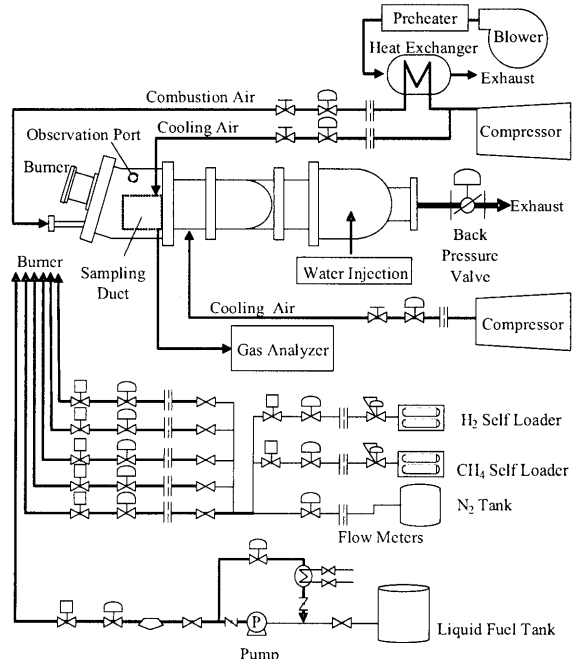 Preheater
Blower
Heat Exchanger
Exhaust
Combustion Air
Cooling Air
Compressor
Observation Port
Burner
Exhaust
Back
Pressure
Valve
Burner
Sampling
Duct
Water Injection
Cooling Air
Compressor
Gas Analyzer
H2 Self Loader
CH4 Self Loader
N2 Tank
Flow Meters
P
Liquid Fuel Tank
Pump